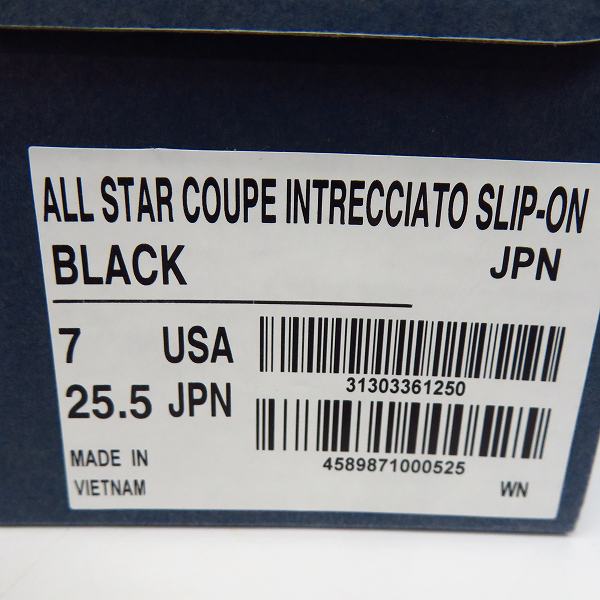 ALL STAR COUPE INTRECCIATO SLIP-ON
BLACK JPN
7 USA
31303361250
25.5 JPN
4589871000525
MADE IN
VIETNAM
WN